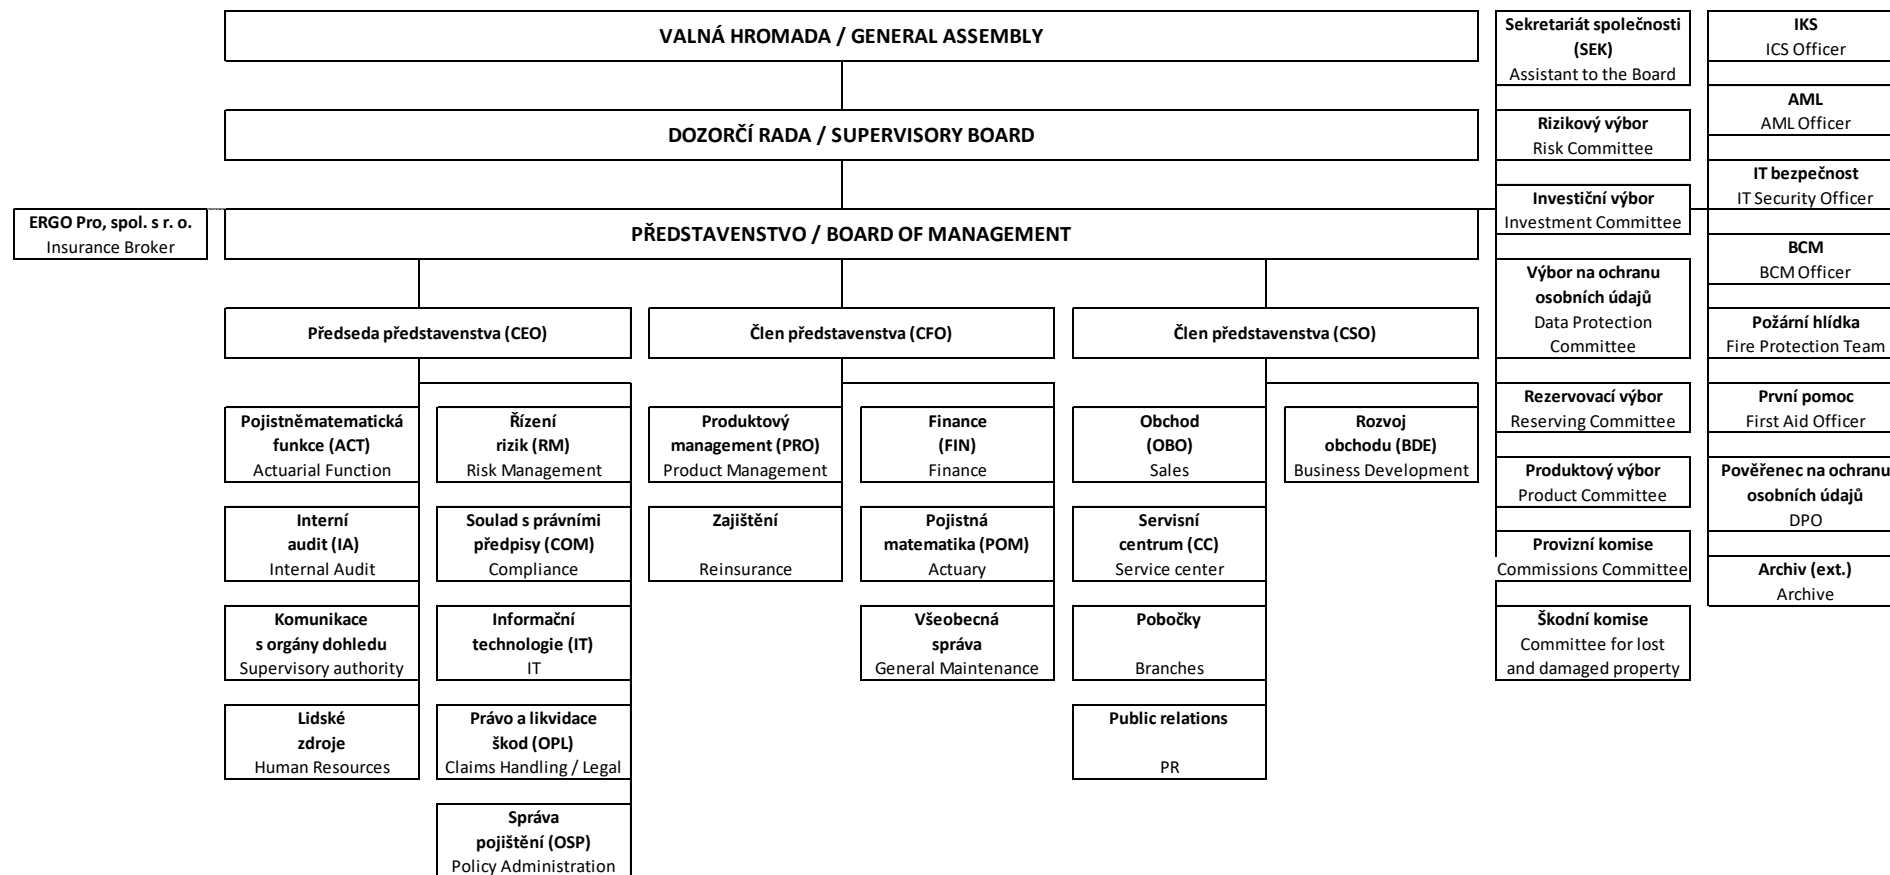 VALNÁ HROMADA / GENERAL ASSEMBLY
DOZORČÍ RADA / SUPERVISORY BOARD
ERGO Pro, spol. s r. o.
Insurance Broker
PŘEDSTAVENSTVO / BOARD OF MANAGEMENT
Předseda představenstva (CEO)
Člen představenstva (CFO)
Člen představenstva (CSO)
Pojistněmatematická
funkce (ACT)
Actuarial Function
Řízení
rizik (RM)
Risk Management
Produktový
management (PRO)
Product Management
Finance
(FIN)
Finance
Obchod
(OBO)
Sales
Rozvoj
obchodu (BDE)
Business Development
Interní
audit (IA)
Internal Audit
Soulad s právními
předpisy (COM)
Compliance
Zajištění
Reinsurance
Pojistná
matematika (POM)
Actuary
Servisní
centrum (CC)
Service center
Komunikace
s orgány dohledu
Supervisory authority
Informační
technologie (IT)
IT
Všeobecná
správa
General Maintenance
Pobočky
Branches
Lidské
zdroje
Human Resources
Právo a likvidace
škod (OPL)
Claims Handling / Legal
Public relations
PR
Správa
pojištění (OSP)
Policy Administration
Sekretariát společnosti
(SEK)
Assistant to the Board
Rizikový výbor
Risk Committee
Investiční výbor
Investment Committee
Výbor na ochranu
osobních údajů
Data Protection
Committee
Rezervovací výbor
Reserving Committee
Produktový výbor
Product Committee
Provizní komise
Commissions Committee
Škodní komise
Committee for lost
and damaged property
IKS
ICS Officer
AML
AML Officer
IT bezpečnost
IT Security Officer
BCM
BCM Officer
Požární hlídka
Fire Protection Team
První pomoc
First Aid Officer
Pověřenec na ochranu
osobních údajů
DPO
Archiv (ext.)
Archive